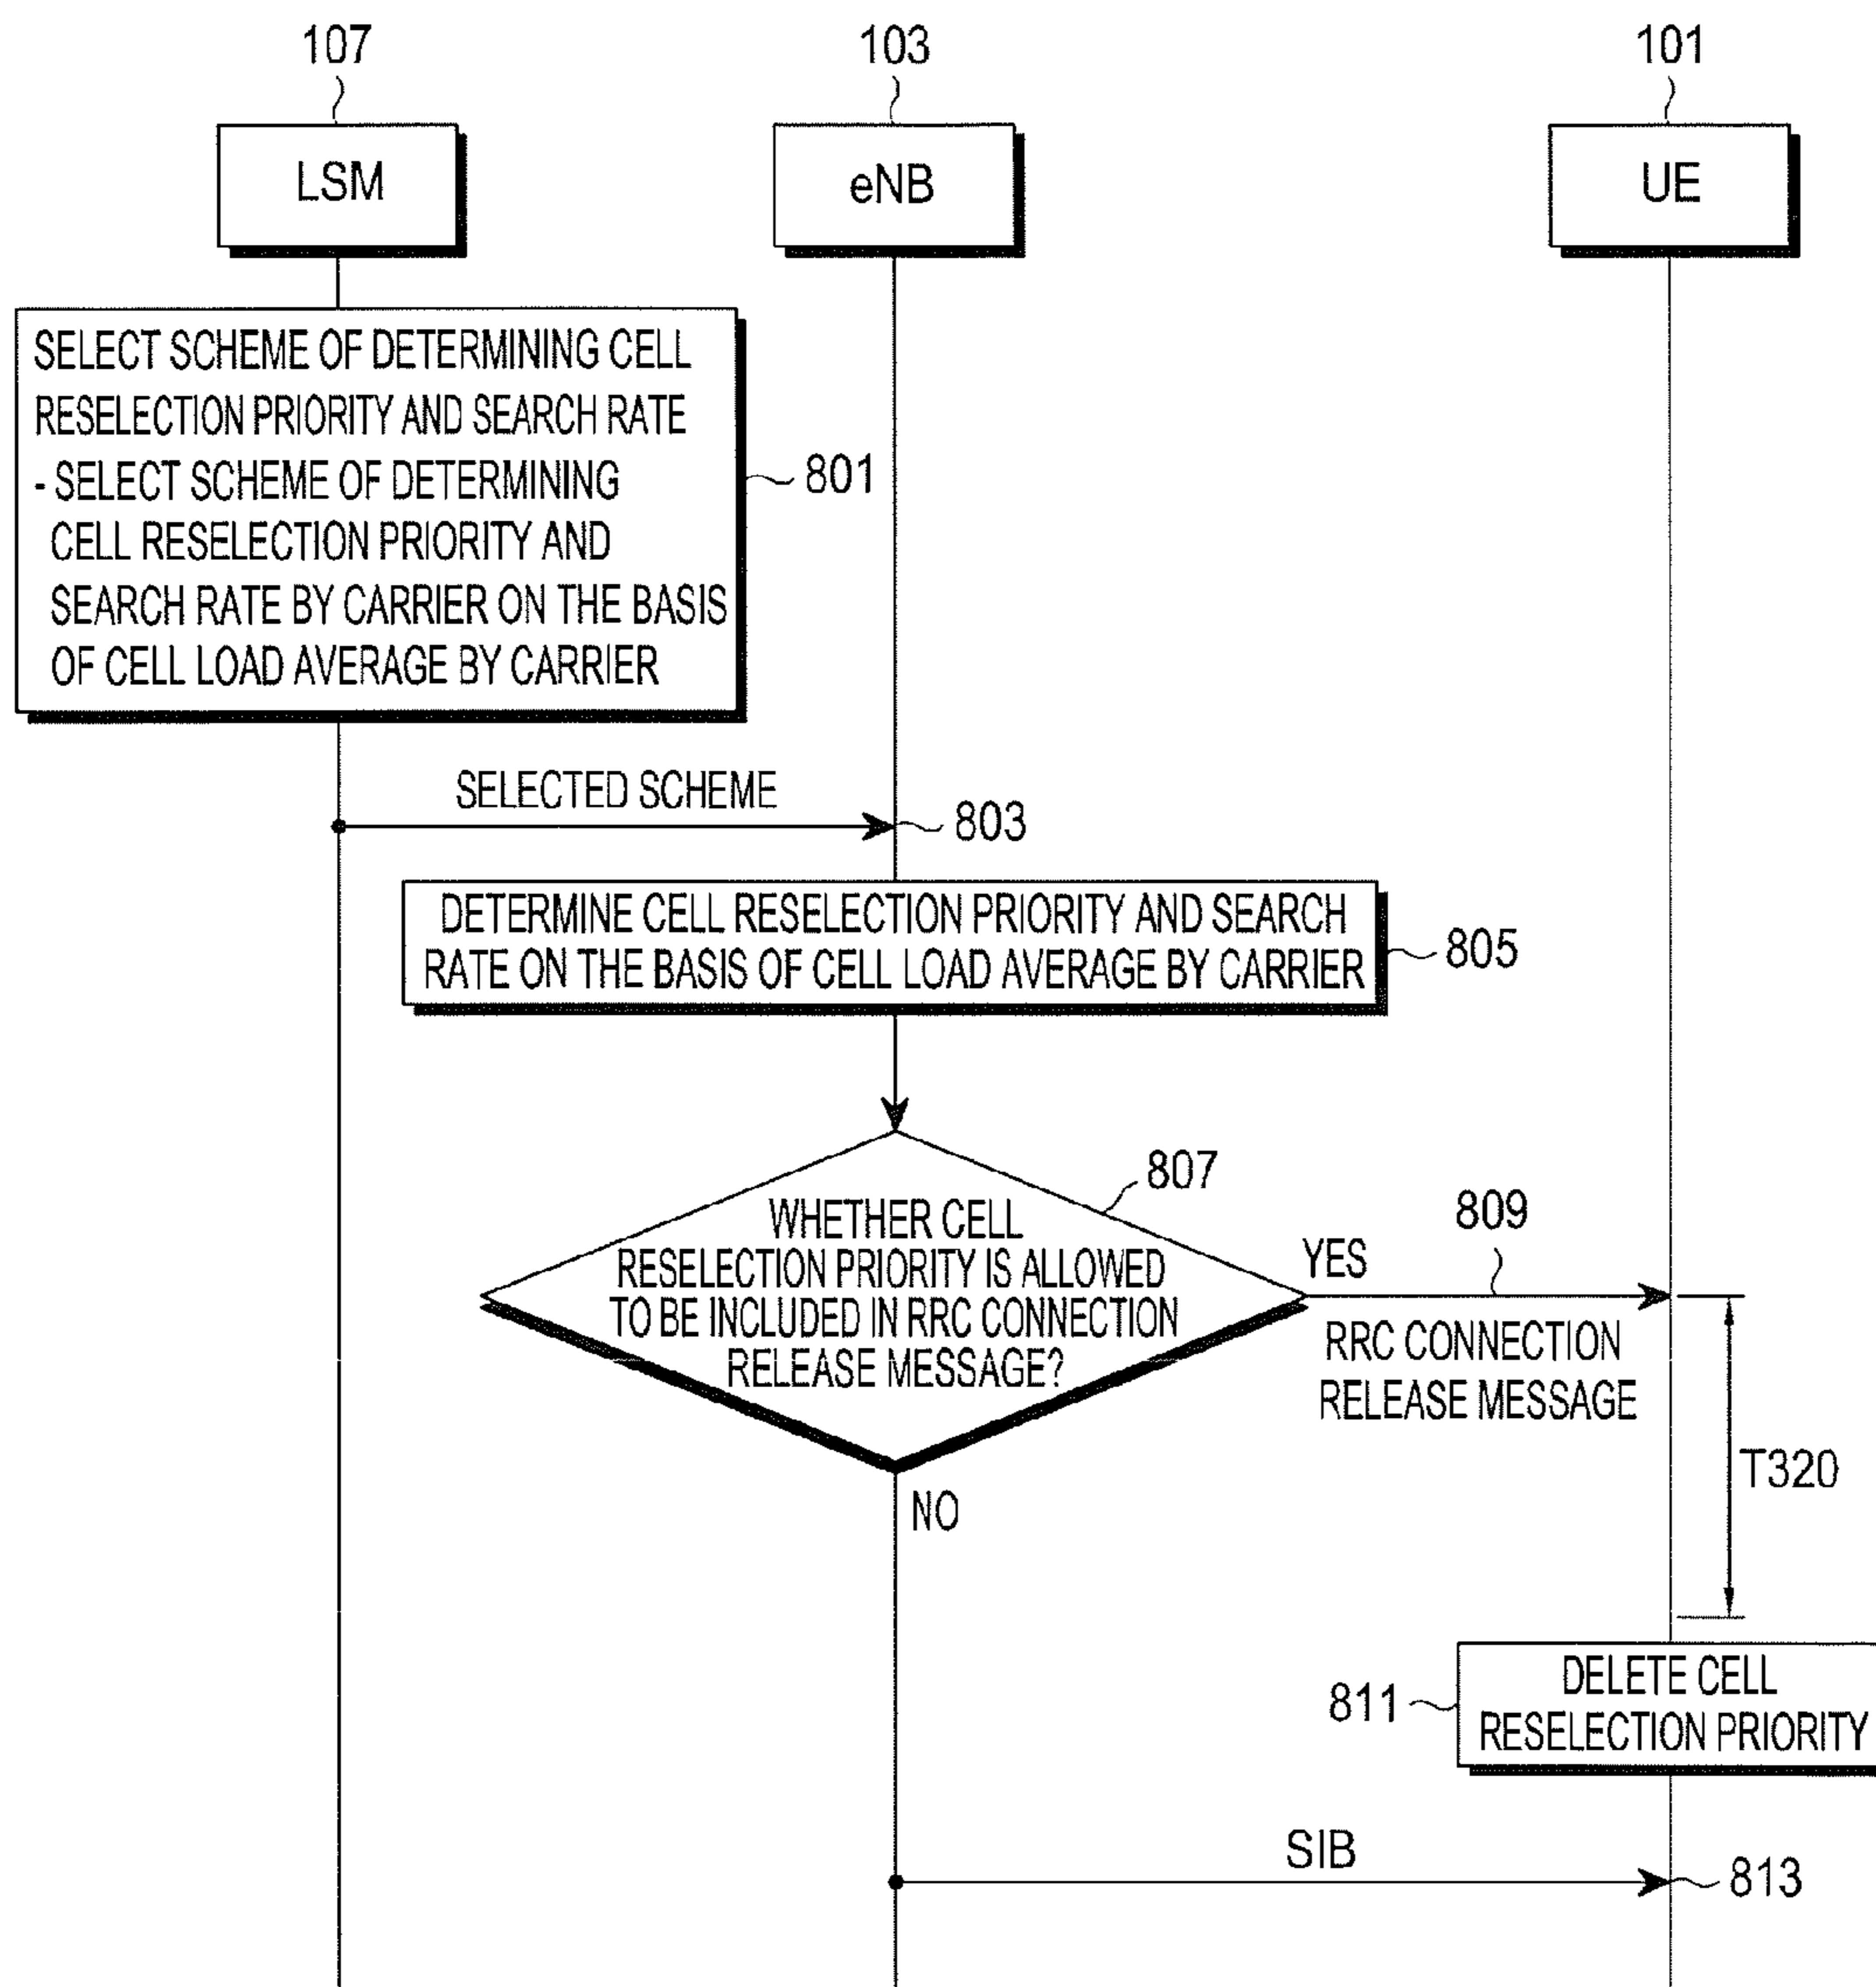 107
103
101
LSM
eNB
UE
SELECT SCHEME OF DETERMINING CELL
RESELECTION PRIORITY AND SEARCH RATE
- SELECT SCHEME OF DETERMINING
CELL RESELECTION PRIORITY AND
SEARCH RATE BY CARRIER ON THE BASIS
OF CELL LOAD AVERAGE BY CARRIER
801
SELECTED SCHEME
803
DETERMINE CELL RESELECTION PRIORITY AND SEARCH
RATE ON THE BASIS OF CELL LOAD AVERAGE BY CARRIER
805
807
WHETHER CELL
RESELECTION PRIORITY IS ALLOWED
TO BE INCLUDED IN RRC CONNECTION
RELEASE MESSAGE?
YES
809
RRC CONNECTION
RELEASE MESSAGE
T320
NO
811
DELETE CELL
RESELECTION PRIORITY
SIB
813